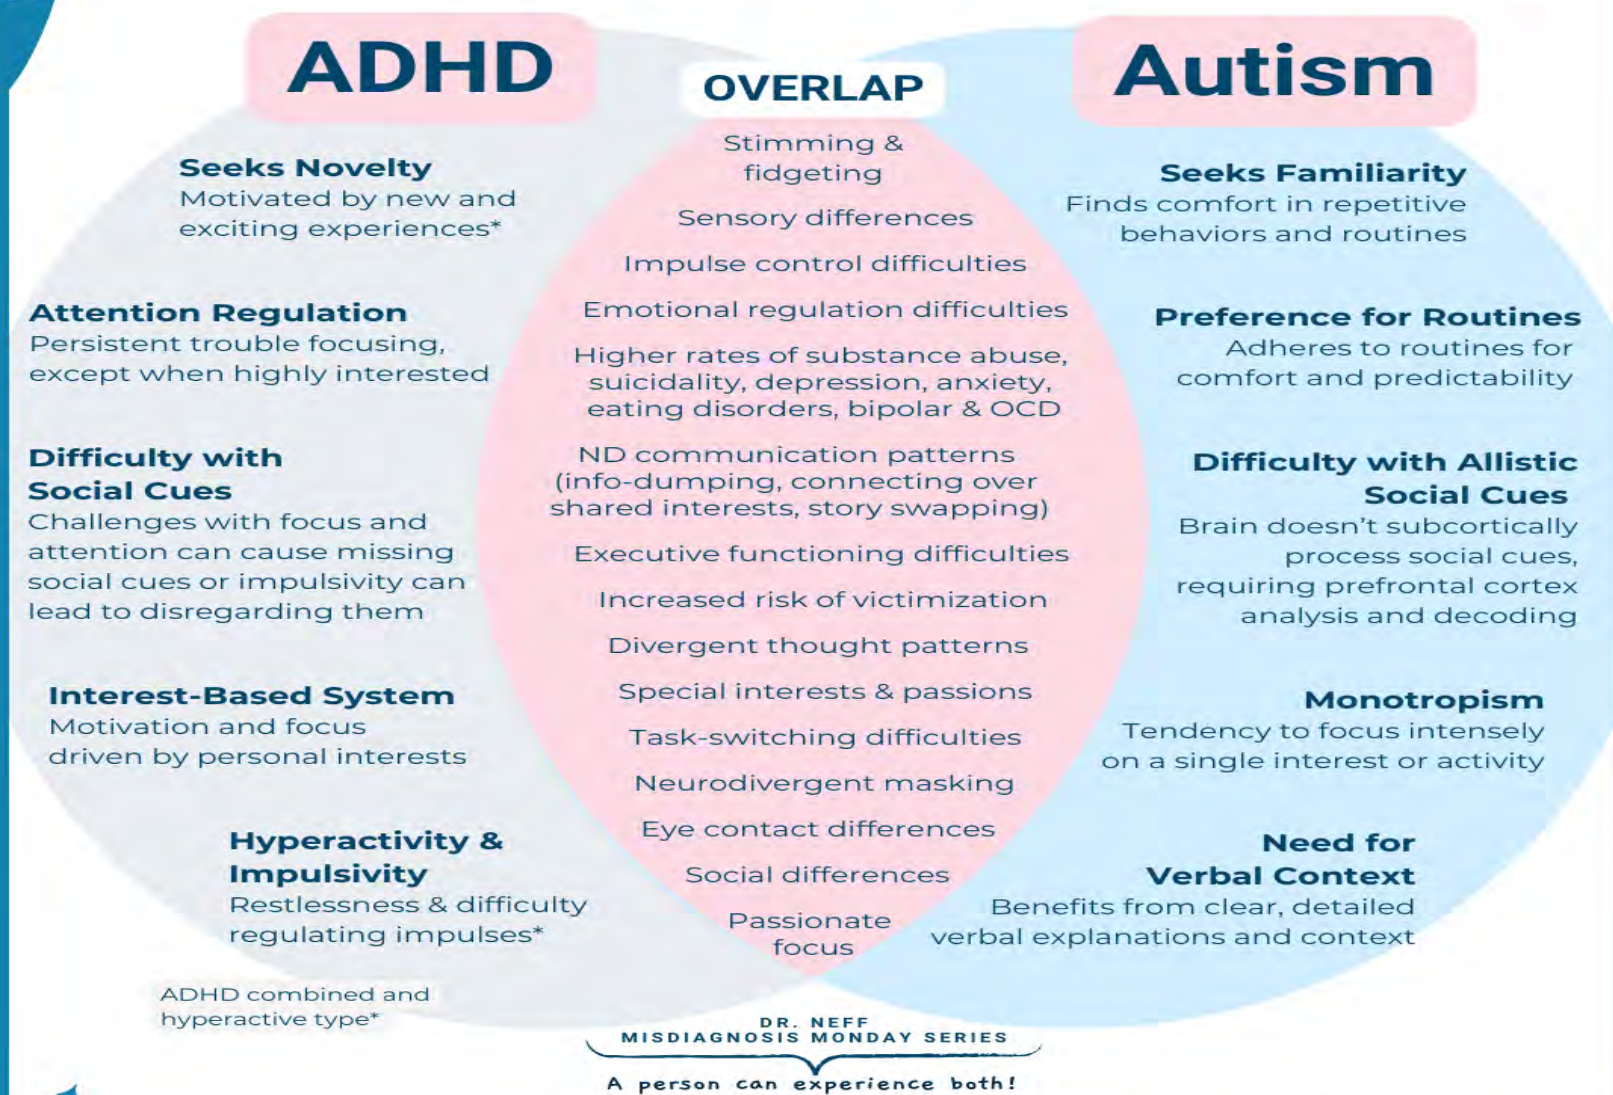 ADHD
Seeks Novelty
Motivated by new and
exciting experiences*
Attention Regulation
Persistent trouble focusing,
except when highly interested
Difficulty with
Social Cues
Challenges with focus and
attention can cause missing
social cues or impulsivity can
lead to disregarding them
Interest-Based System
Motivation and focus
driven by personal interests
Hyperactivity &
Impulsivity
Restlessness & difficulty
regulating impulses*
ADHD combined and
hyperactive type*
OVERLAP
Stimming &
fidgeting
Sensory differences
Impulse control difficulties
Emotional regulation difficulties
Higher rates of substance abuse,
suicidality, depression, anxiety,
eating disorders, bipolar & OCD
ND communication patterns
(info-dumping, connecting over
shared interests, story swapping)
Executive functioning difficulties
Increased risk of victimization
Divergent thought patterns
Special interests & passions
Task-switching difficulties
Neurodivergent masking
Eye contact differences
Social differences
Passionate
focus
Autism
Seeks Familiarity
Finds comfort in repetitive
behaviors and routines
Preference for Routines
Adheres to routines for
comfort and predictability
Difficulty with Allistic
Social Cues
Brain doesn't subcortically
process social cues,
requiring prefrontal cortex
analysis and decoding
Monotropism
Tendency to focus intensely
on a single interest or activity
Need for
Verbal Context
Benefits from clear, detailed
verbal explanations and context
DR. NEFF
MISDIAGNOSIS MONDAY SERIES
A person can experience both!